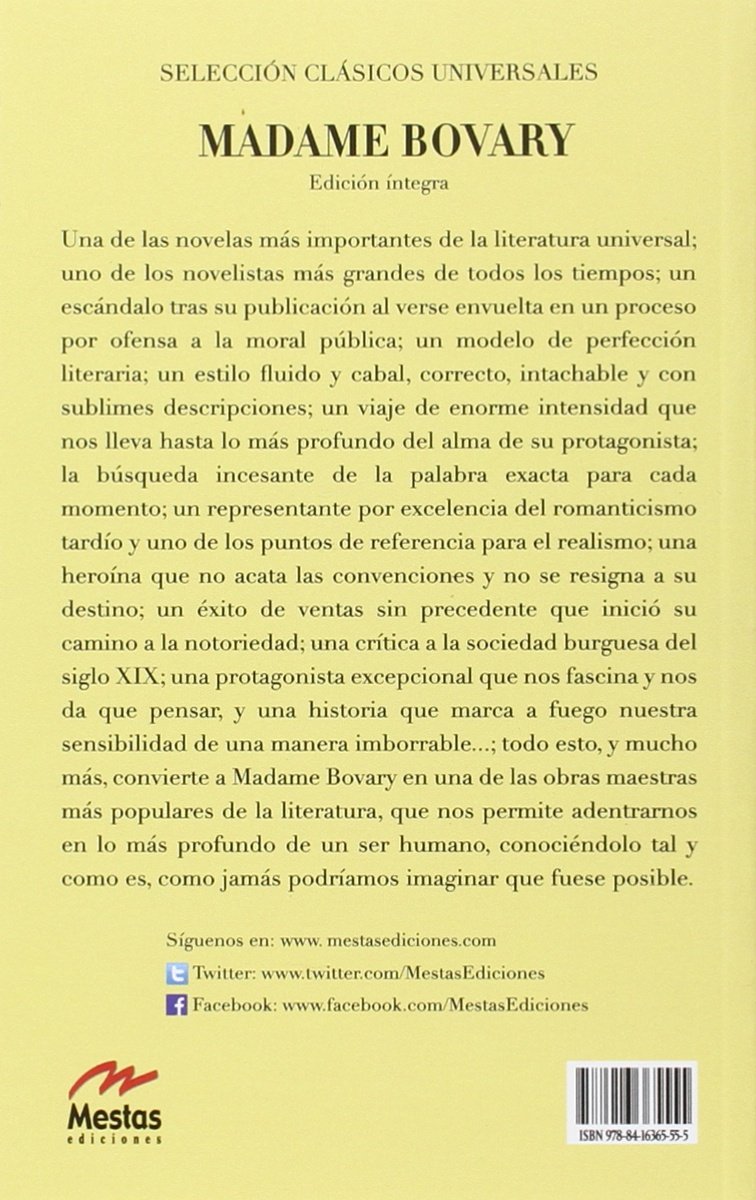 SELECCIÓN CLÁSICOS UNIVERSALES
MADAME BOVARY
Edición íntegra
Una de las novelas más importantes de la literatura universal;
uno de los novelistas más grandes de todos los tiempos; un
escándalo tras su publicación al verse envuelta en un proceso
por ofensa a la moral pública; un modelo de perfección
literaria; un estilo fluido y cabal, correcto, intachable y con
sublimes descripciones; un viaje de enorme intensidad que
nos lleva hasta lo más profundo del alma de su protagonista;
la búsqueda incesante de la palabra exacta para cada
momento; un representante por excelencia del romanticismo
tardío y uno de los puntos de referencia para el realismo; una
heroína que no acata las convenciones y no se resigna a su
destino; un éxito de ventas sin precedente que inició su
camino a la notoriedad; una crítica a la sociedad burguesa del
siglo XIX; una protagonista excepcional que nos fascina y nos
da que pensar, y una historia que marca a fuego nuestra
sensibilidad de una manera imborrable...; todo esto, y mucho
más, convierte a Madame Bovary en una de las obras maestras
más populares de la literatura, que nos permite adentrarnos
en lo más profundo de un ser humano, conociéndolo tal y
como es, como jamás podríamos imaginar que fuese posible.
Síguenos en: www. mestasediciones.com
Twitter: www.twitter.com/MestasEdiciones
Facebook: www.facebook.com/MestasEdiciones
Mestas
ediciones
ISBN 978-84-16365-55-5